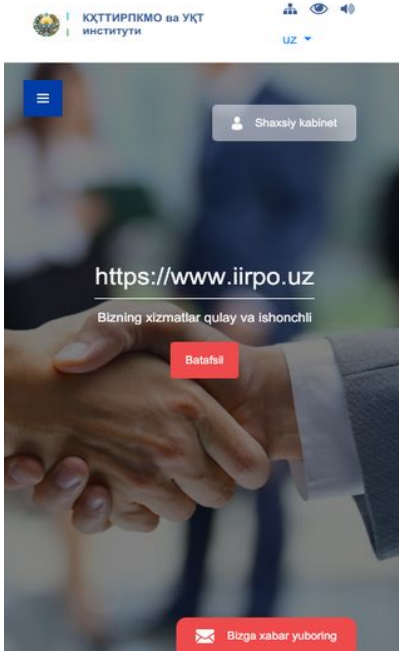 КҲТТИРПКМО ва УҚТ
институти
uz
Shaxsiy kabinet
https://www.iirpo.uz
Bizning xizmatlar qulay va ishonchli
Batafsil
Bizga xabar yuboring